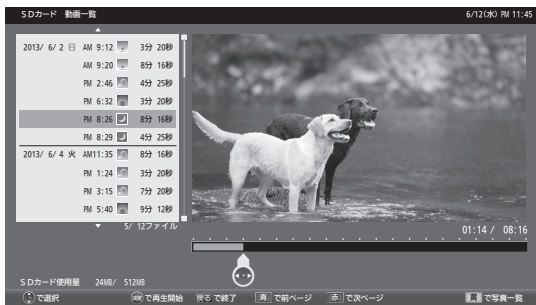 SDカード 動画一覧 6/12(水) PM 11:45
2013/ 6/ 2 日 AM 9:12 3分 20秒
AM 9:20 8分 16秒
PM 2:46 4分 25秒
PM 6:32 3分 20秒
PM 8:26 8分 16秒
PM 8:29 4分 25秒
2013/ 6/ 4 火 AM11:35 8分 16秒
PM 1:24 3分 20秒
PM 3:15 7分 20秒
PM 5:40 9分 12秒
5/ 12ファイル
01:14 / 08:16
SDカード使用量 24MB/ 512MB
で選択 決定 で再生開始 戻る で終了 青 で前ページ 赤 で次ページ 黄 で写真一覧